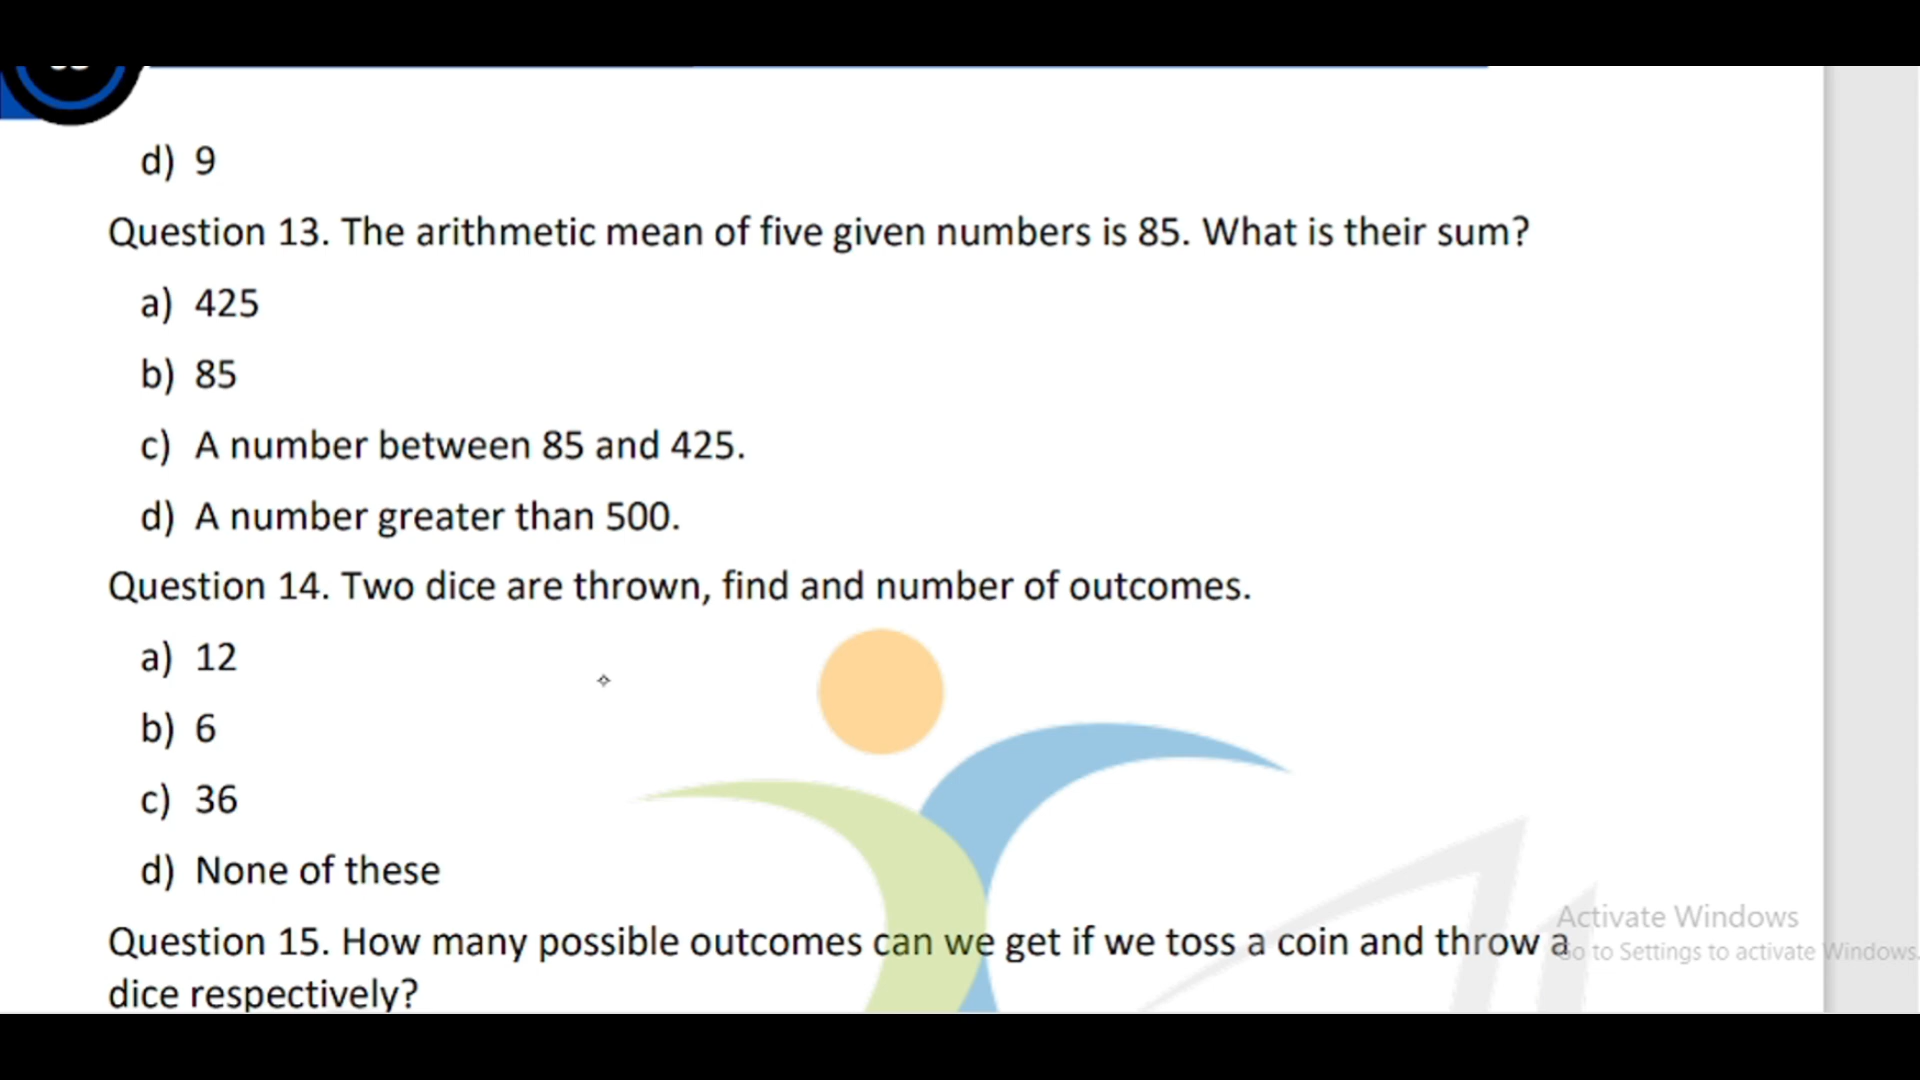 d) 9
Question 13. The arithmetic mean of five given numbers is 85. What is their sum?
a) 425
b) 85
c) A number between 85 and 425.
d) A number greater than 500.
Question 14. Two dice are thrown, find and number of outcomes.
a) 12
b) 6
c) 36
d) None of these
Question 15. How many possible outcomes can we get if we toss a coin and throw a
dice respectively?
Activate Windows
Go to Settings to activate Windows.